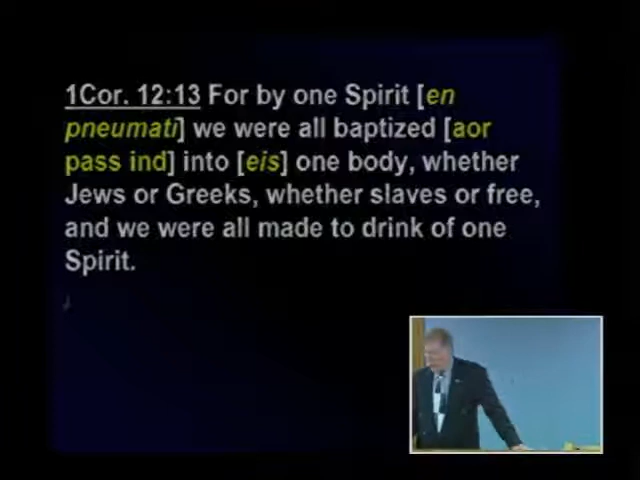 1Cor. 12:13 For by one Spirit [en
pneumati] we were all baptized [aor
pass ind] into [eis] one body, whether
Jews or Greeks, whether slaves or free,
and we were all made to drink of one
Spirit.